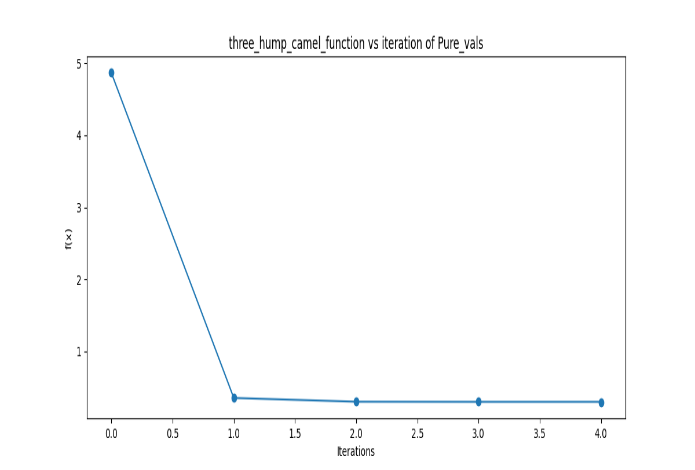 three_hump_camel_function vs iteration of Pure_vals
5
4
3
2
1
f(x)
0.0 0.5 1.0 1.5 2.0 2.5 3.0 3.5 4.0
Iterations